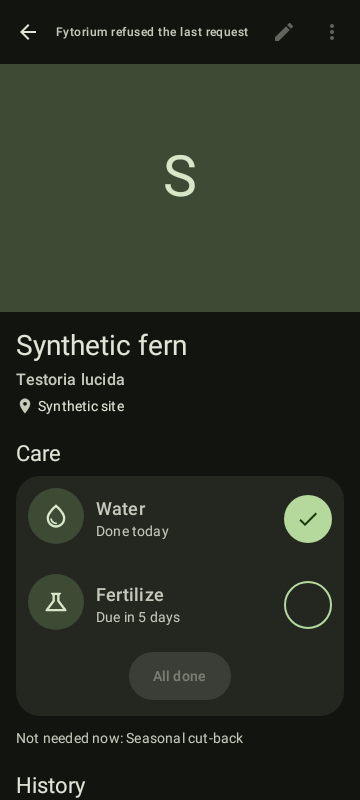 Fytorium refused the last request
S
Synthetic fern
Testoria lucida
Synthetic site
Care
Water
Done today
Fertilize
Due in 5 days
All done
Not needed now: Seasonal cut-back
History